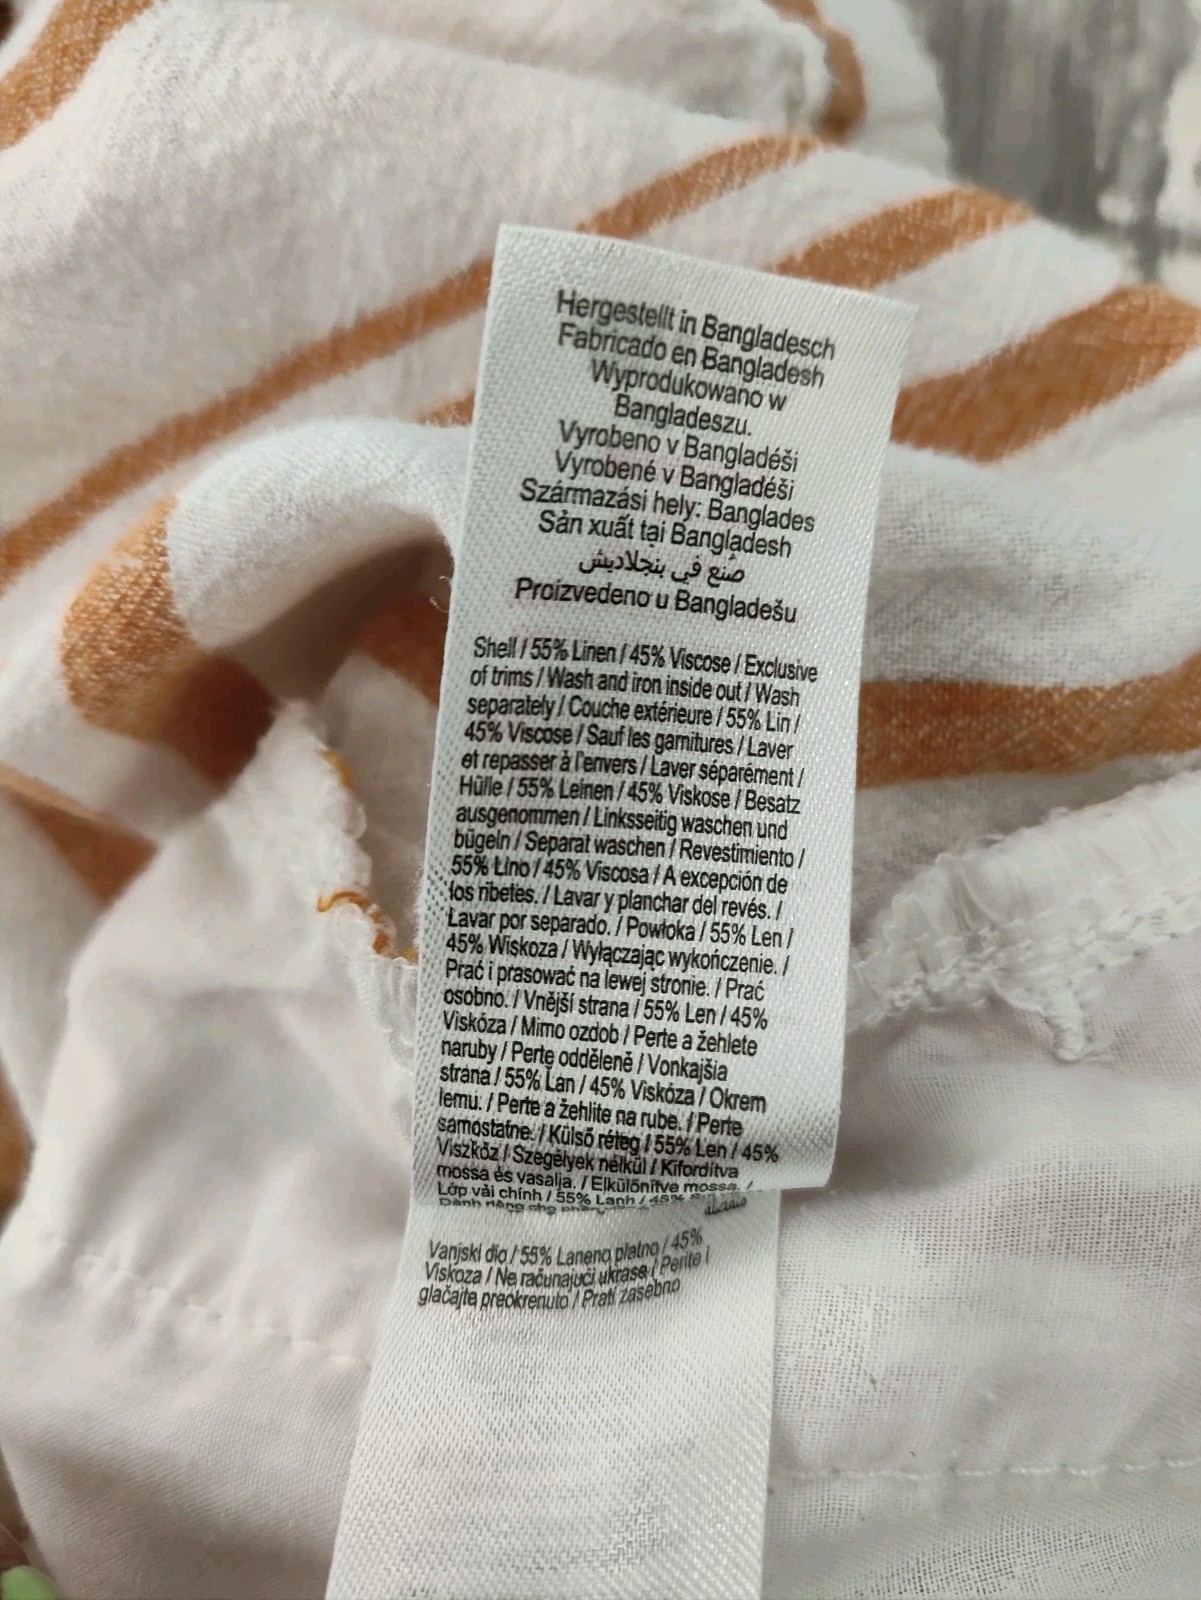 Hergestellt in Bangladesch
Fabricado en Bangladesh
Wyprodukowano w
Bangladeszu.
Vyrobeno v Bangladéši
Vyrobené v Bangladéši
Származási hely: Banglades
Sản xuất tại Bangladesh
صُنع في بنجلاديش
Proizvedeno u Bangladešu
Shell / 55% Linen / 45% Viscose / Exclusive
of trims / Wash and iron inside out / Wash
separately / Couche extérieure / 55% Lin /
45% Viscose / Sauf les garnitures / Laver
et repasser à l'envers / Laver séparément /
Hülle / 55% Leinen / 45% Viskose / Besatz
ausgenommen / Linksseitig waschen und
bügeln / Separat waschen / Revestimiento /
55% Lino / 45% Viscosa / A excepción de
los ribetes. / Lavar y planchar del revés. /
Lavar por separado. / Powłoka / 55% Len /
45% Wiskoza / Wyłączając wykończenie. /
Prać i prasować na lewej stronie. / Prać
osobno. / Vnější strana / 55% Len / 45%
Viskóza / Mimo ozdob / Perte a žehlete
naruby / Perte odděleně / Vonkajšia
strana / 55% Ľan / 45% Viskóza / Okrem
lemu. / Perte a žehlite na rube. / Perte
samostatne. / Külső réteg / 55% Len / 45%
Viszkóz / Szegélyek nélkül / Kifordítva
mossa és vasalja. / Elkülönítve mossa. /
Lớp vải chính / 55% Lanh / 45%
Vanjski dio / 55% Laneno platno / 45%
Viskoza / Ne računajući ukrase / Perite i
glačajte preokrenuto / Prati zasebno